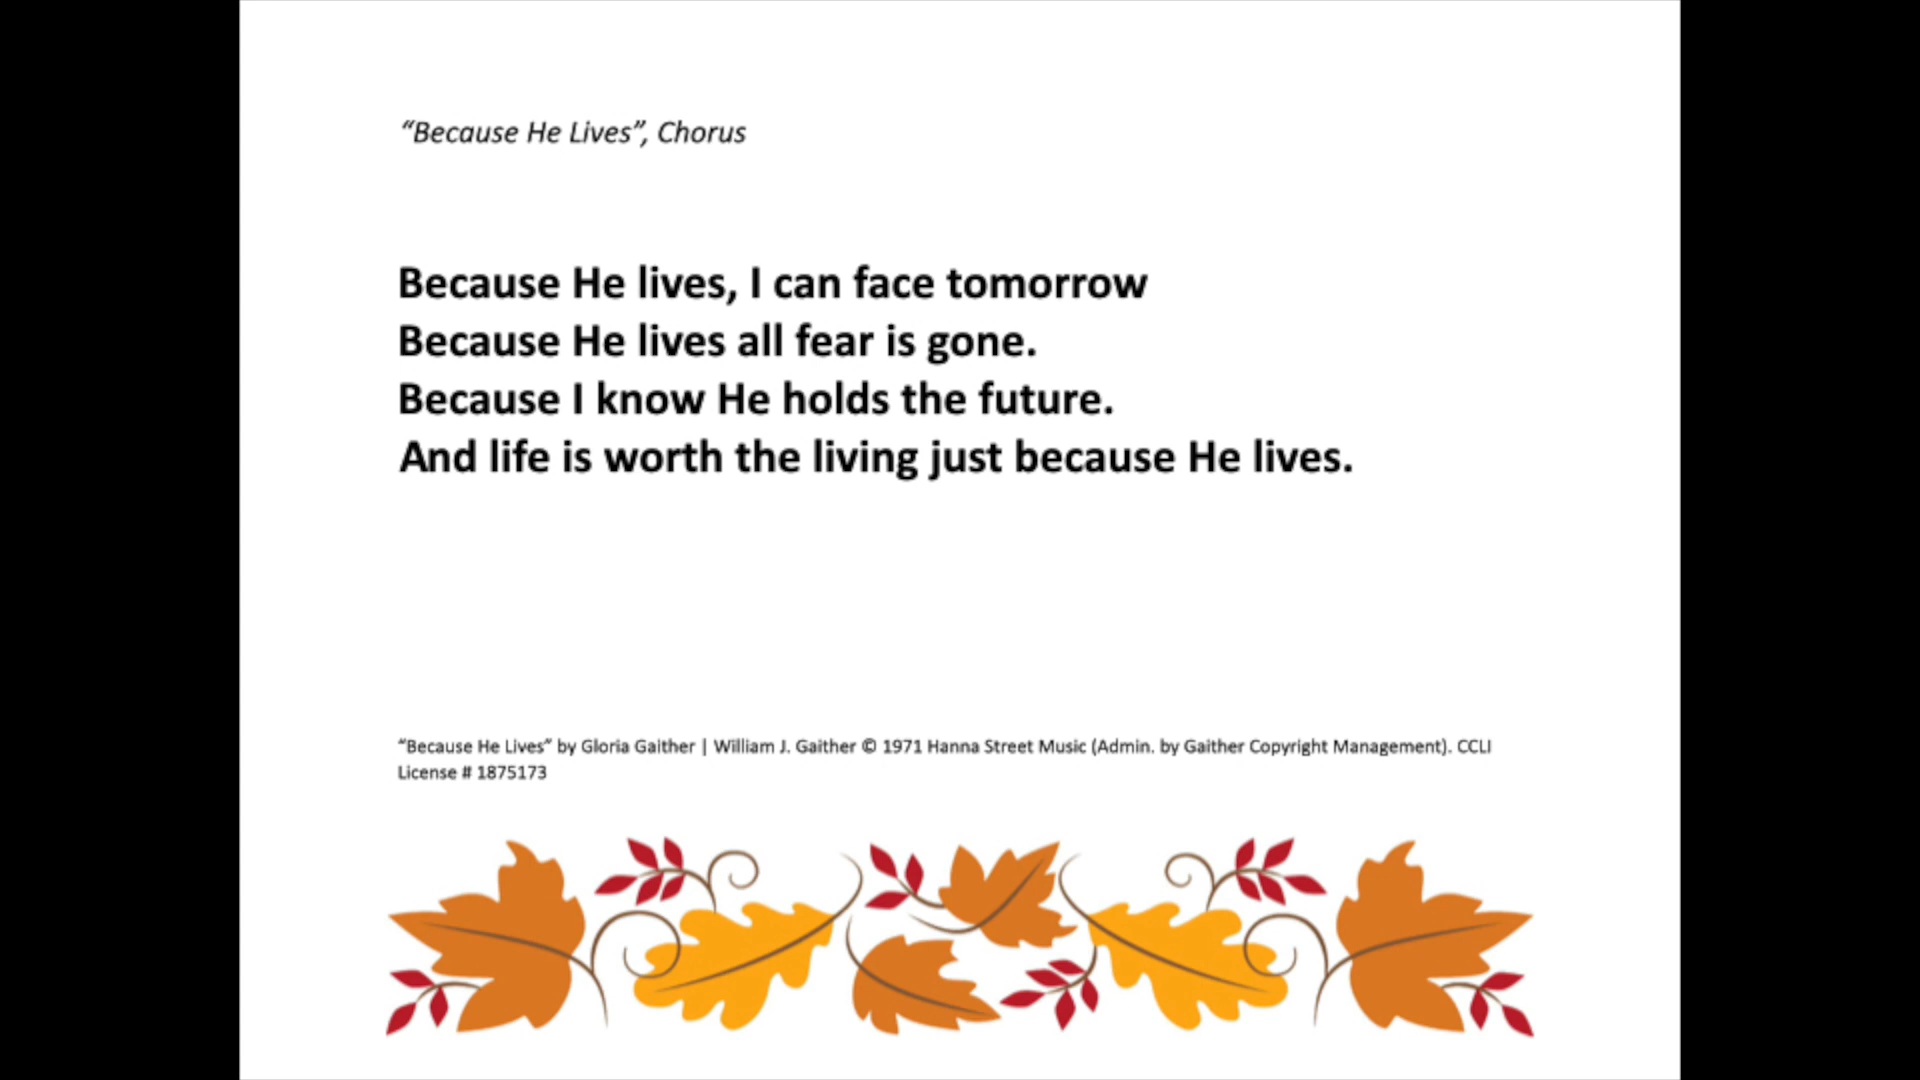 “Because He Lives”, Chorus
Because He lives, I can face tomorrow
Because He lives all fear is gone.
Because I know He holds the future.
And life is worth the living just because He lives.
“Because He Lives” by Gloria Gaither | William J. Gaither © 1971 Hanna Street Music (Admin. by Gaither Copyright Management). CCLI
License # 1875173